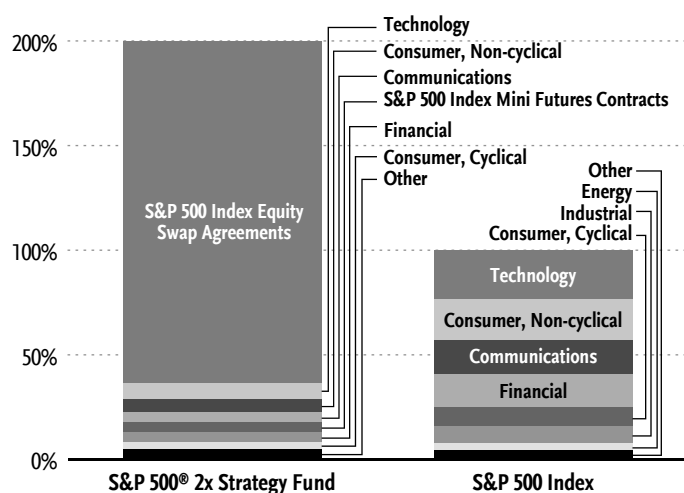 200%
150%
100%
50%
0%
Technology
Consumer, Non-cyclical
Communications
S&P 500 Index Mini Futures Contracts
Financial
Consumer, Cyclical
Other
S&P 500 Index Equity
Swap Agreements
Other
Energy
Industrial
Consumer, Cyclical
Technology
Consumer, Non-cyclical
Communications
Financial
S&P 500® 2x Strategy Fund
S&P 500 Index